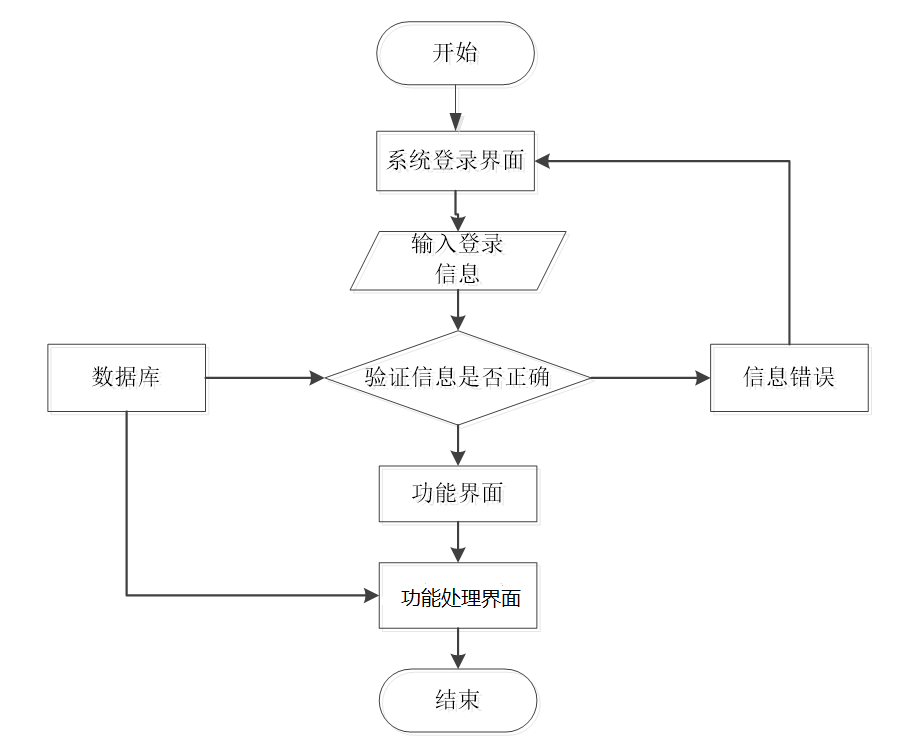 开始
系统登录界面
输入登录
信息
数据库
验证信息是否正确
信息错误
功能界面
功能处理界面
结束